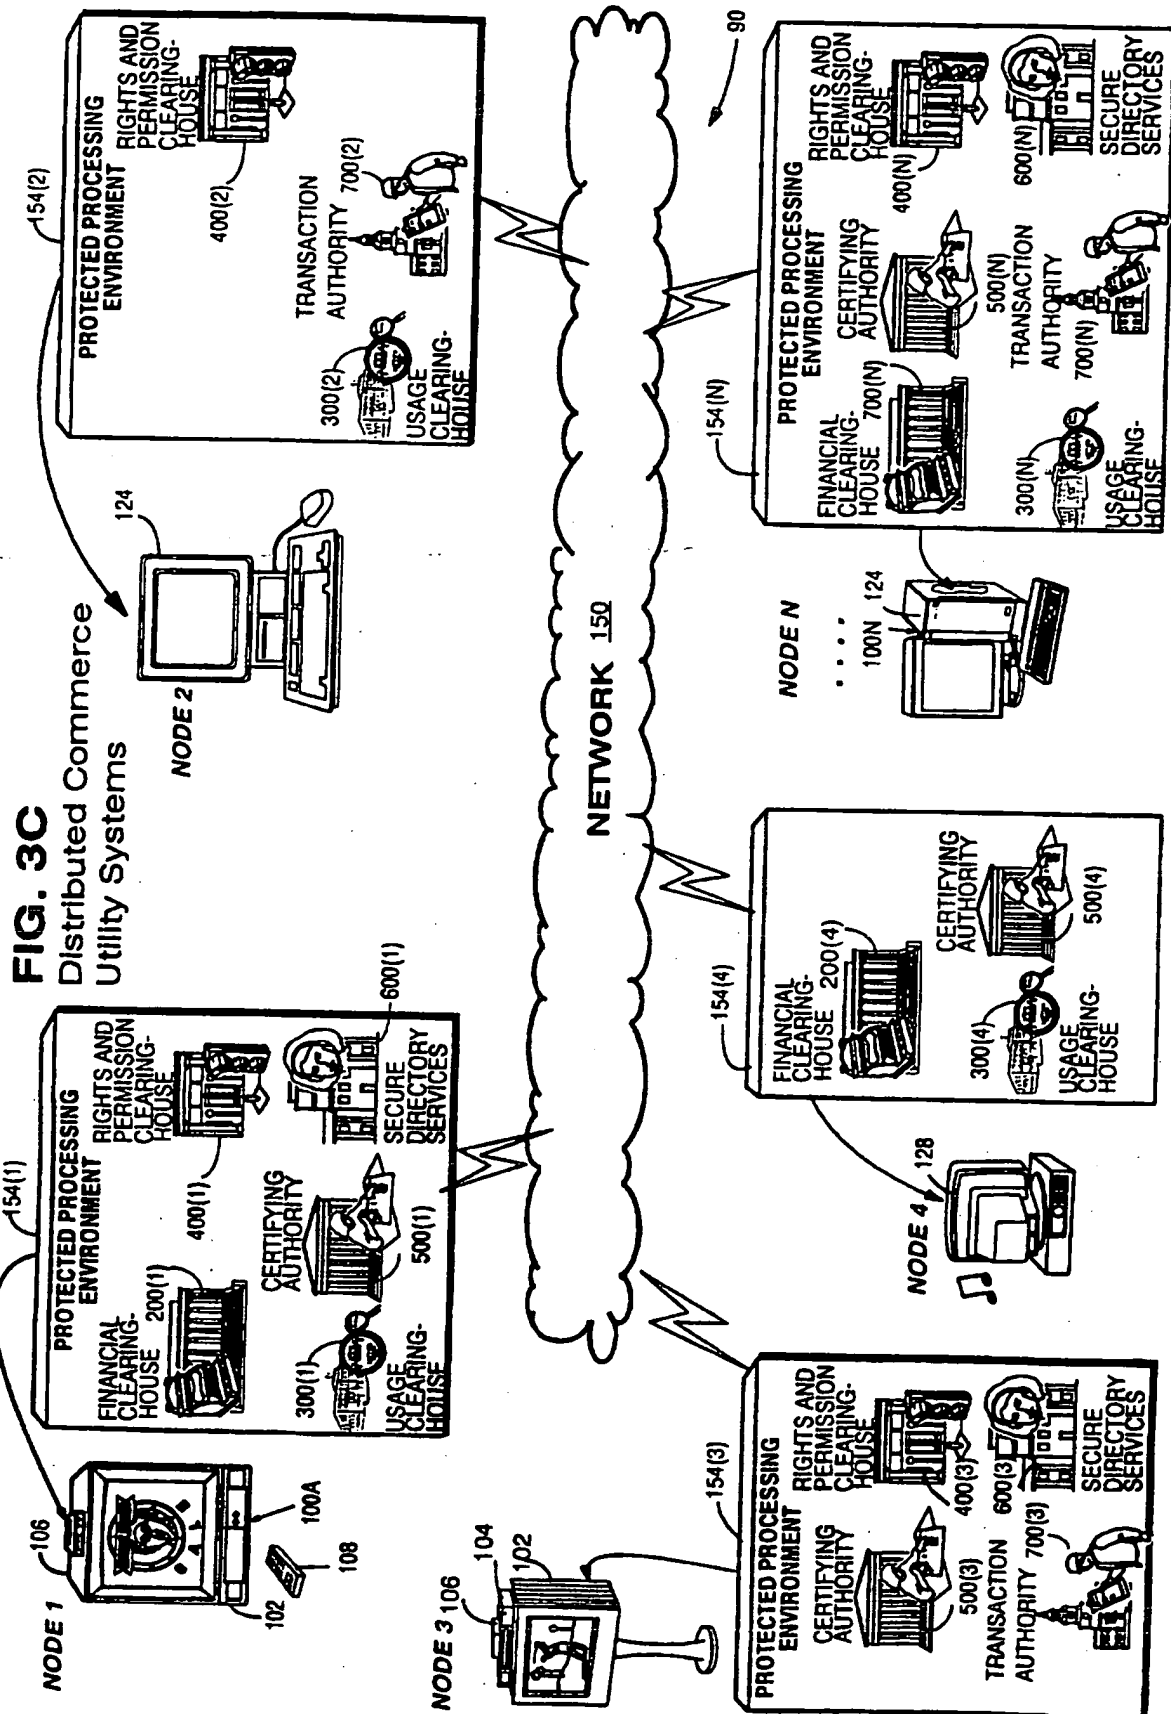 FIG. 3C
Distributed Commerce
Utility Systems
NODE 1
106
102
100A
108
154(1)
PROTECTED PROCESSING
ENVIRONMENT
FINANCIAL
CLEARING-
HOUSE
200(1)
RIGHTS AND
PERMISSION
CLEARING-
HOUSE
400(1)
300(1)
USAGE
CLEARING-
HOUSE
CERTIFYING
AUTHORITY
500(1)
SECURE
DIRECTORY
SERVICES
600(1)
NODE 2
124
154(2)
PROTECTED PROCESSING
ENVIRONMENT
RIGHTS AND
PERMISSION
CLEARING-
HOUSE
400(2)
300(2)
USAGE
CLEARING-
HOUSE
TRANSACTION
AUTHORITY
700(2)
NETWORK 150
90
NODE 3
106
104
102
154(3)
PROTECTED PROCESSING
ENVIRONMENT
CERTIFYING
AUTHORITY
500(3)
RIGHTS AND
PERMISSION
CLEARING-
HOUSE
400(3)
TRANSACTION
AUTHORITY
700(3)
600(3)
SECURE
DIRECTORY
SERVICES
NODE 4
128
154(4)
FINANCIAL
CLEARING-
HOUSE
200(4)
300(4)
USAGE
CLEARING-
HOUSE
CERTIFYING
AUTHORITY
500(4)
NODE N
. . . .
100N
124
154(N)
PROTECTED PROCESSING
ENVIRONMENT
FINANCIAL
CLEARING-
HOUSE
700(N)
CERTIFYING
AUTHORITY
500(N)
RIGHTS AND
PERMISSION
CLEARING-
HOUSE
400(N)
300(N)
USAGE
CLEARING-
HOUSE
TRANSACTION
AUTHORITY
700(N)
600(N)
SECURE
DIRECTORY
SERVICES